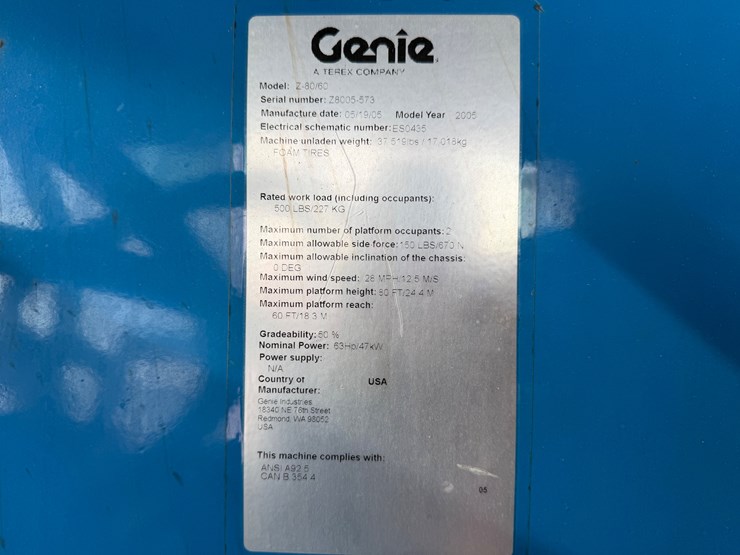 Genie
A TEREX COMPANY
Model: Z-80/60
Serial number: Z8005-573
Manufacture date: 05/19/05 Model Year 2005
Electrical schematic number: ES0435
Machine unladen weight: 37,519lbs / 17,018kg
FOAM TIRES
Rated work load (including occupants):
500 LBS/227 KG
Maximum number of platform occupants: 2
Maximum allowable side force: 150 LBS/670 N
Maximum allowable inclination of the chassis:
0 DEG
Maximum wind speed: 28 MPH/12.5 M/S
Maximum platform height: 80 FT/24.4 M
Maximum platform reach:
60 FT/18.3 M
Gradeability: 50 %
Nominal Power: 63Hp/47kW
Power supply:
N/A
Country of USA
Manufacturer:
Genie Industries
18340 NE 76th Street
Redmond, WA 98052
USA
This machine complies with:
ANSI A92.5
CAN B.354.4
05